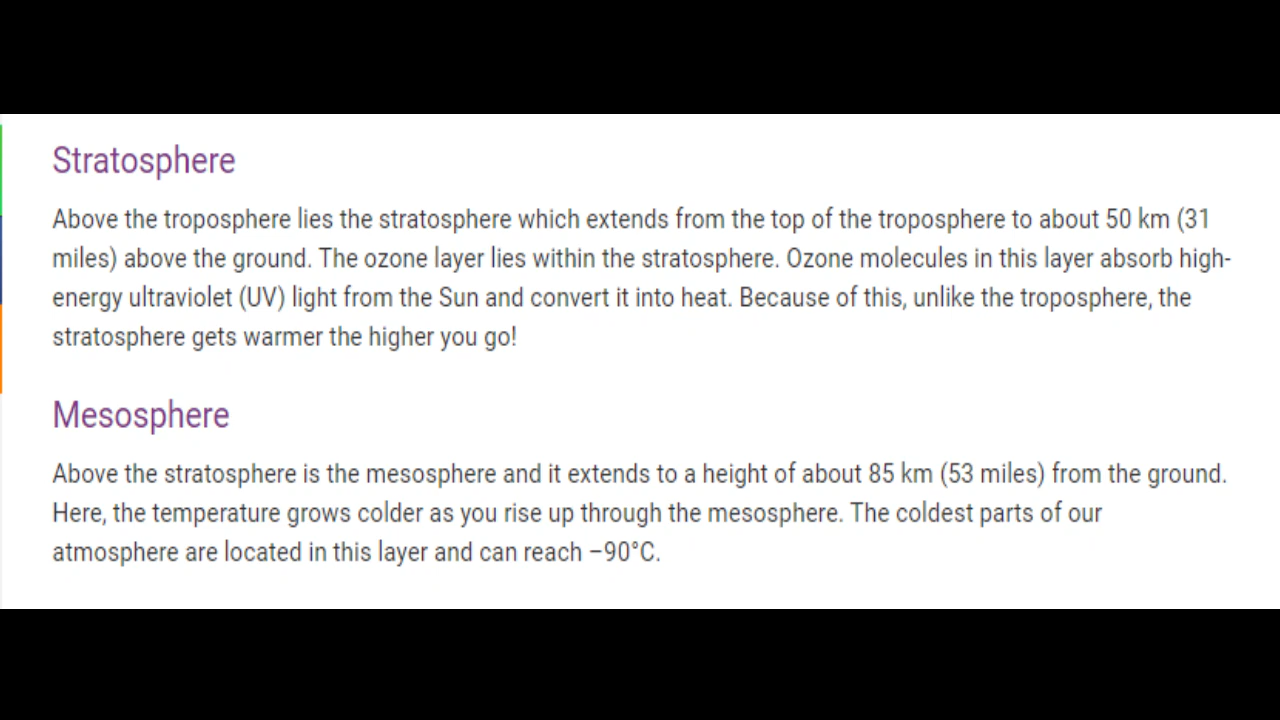 Stratosphere
Above the troposphere lies the stratosphere which extends from the top of the troposphere to about 50 km (31
miles) above the ground. The ozone layer lies within the stratosphere. Ozone molecules in this layer absorb high-
energy ultraviolet (UV) light from the Sun and convert it into heat. Because of this, unlike the troposphere, the
stratosphere gets warmer the higher you go!
Mesosphere
Above the stratosphere is the mesosphere and it extends to a height of about 85 km (53 miles) from the ground.
Here, the temperature grows colder as you rise up through the mesosphere. The coldest parts of our
atmosphere are located in this layer and can reach –90°C.